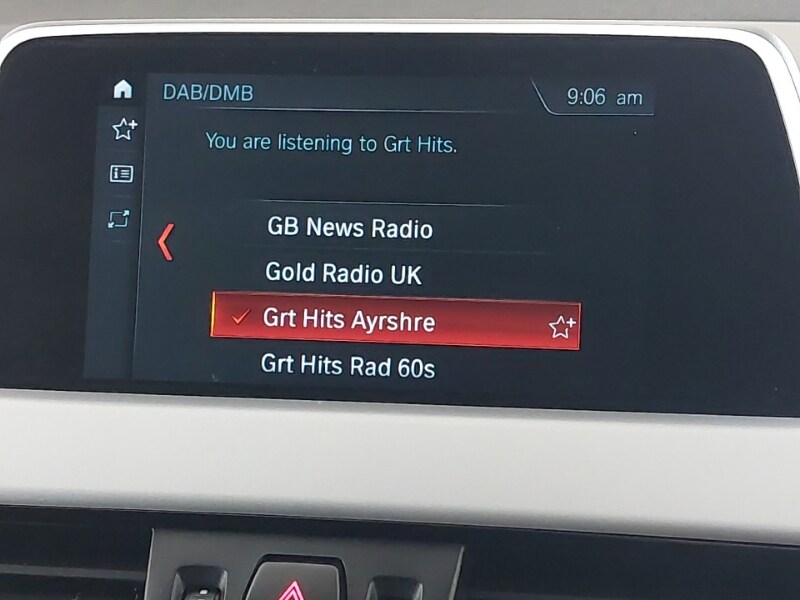 DAB/DMB
9:06 am
You are listening to Grt Hits.
GB News Radio
Gold Radio UK
Grt Hits Ayrshre
Grt Hits Rad 60s